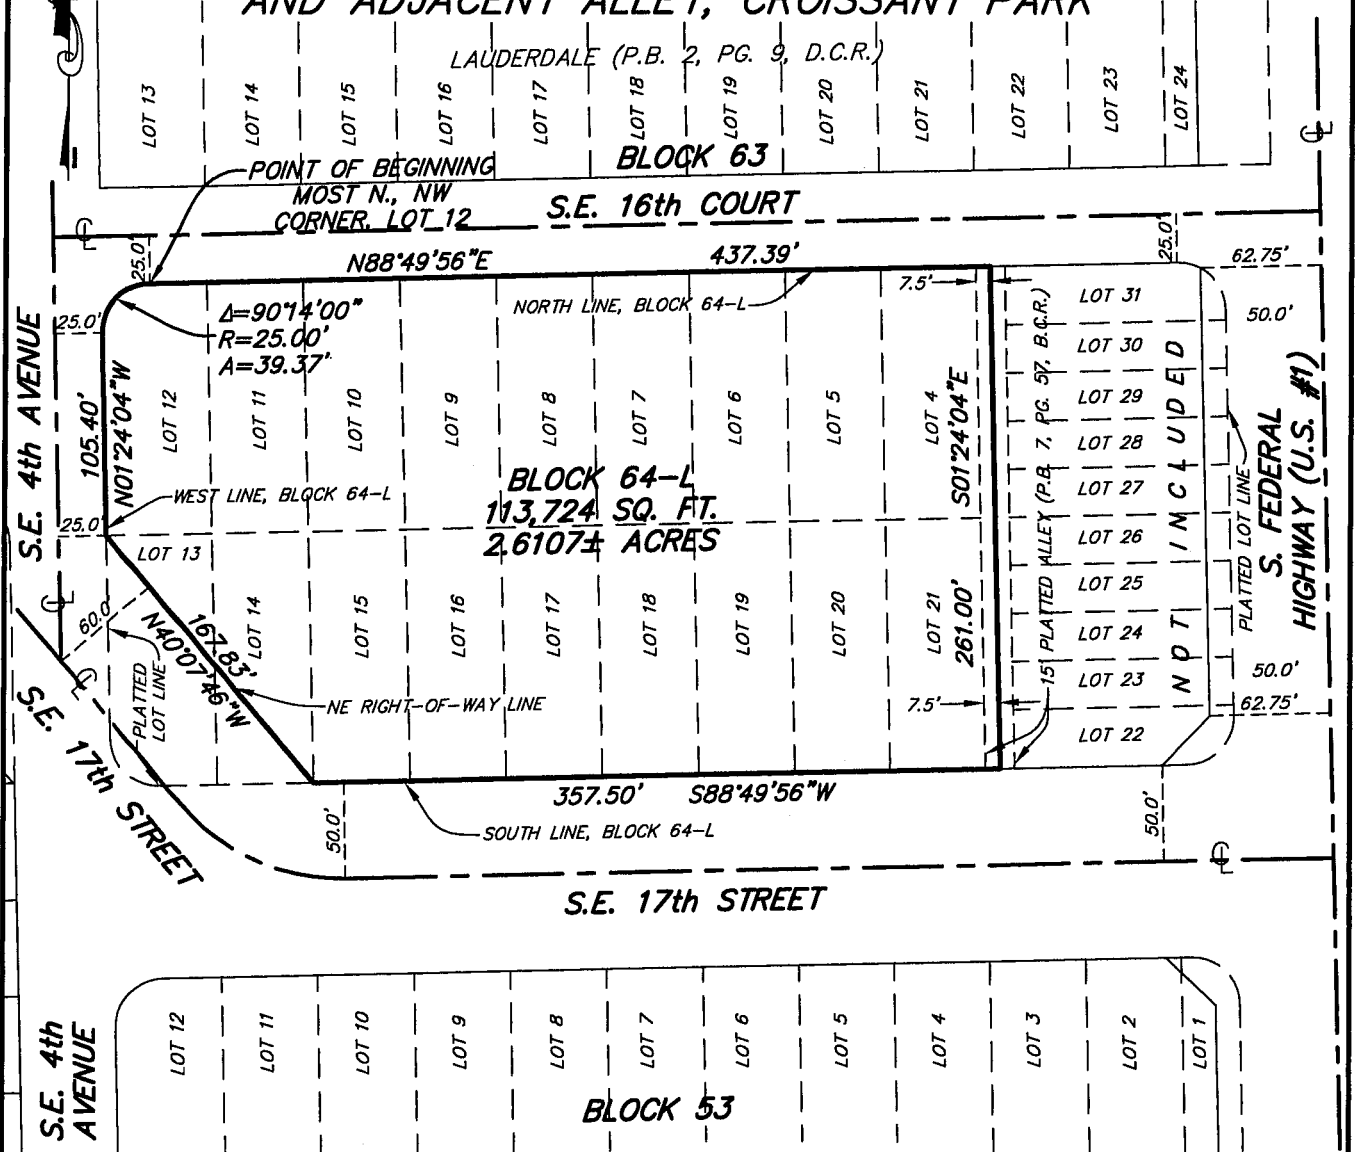 AND ADJACENT ALLEY, CROISSANT PARK
LAUDERDALE (P.B. 2, PG. 9, D.C.R.)
LOT 13
LOT 14
LOT 15
LOT 16
LOT 17
LOT 18
LOT 19
LOT 20
LOT 21
LOT 22
LOT 23
LOT 24
BLOCK 63
POINT OF BEGINNING
MOST N., NW
CORNER, LOT 12
S.E. 16th COURT
25.0'
25.0'
N88°49'56"E
437.39'
62.75'
7.5'
NORTH LINE, BLOCK 64-L
Δ=90°14'00"
R=25.00'
A=39.37'
25.0'
50.0'
S.E. 4th AVENUE
105.40'
N01°24'04"W
LOT 12
LOT 11
LOT 10
LOT 9
LOT 8
LOT 7
LOT 6
LOT 5
LOT 4
S01°24'04"E
261.00'
15' PLATTED ALLEY (P.B. 7, PG. 57, B.C.R.)
LOT 31
LOT 30
LOT 29
LOT 28
LOT 27
LOT 26
LOT 25
LOT 24
LOT 23
LOT 22
NOT INCLUDED
PLATTED LOT LINE
S. FEDERAL
HIGHWAY (U.S. #1)
WEST LINE, BLOCK 64-L
BLOCK 64-L
113,724 SQ. FT.
2.6107± ACRES
25.0'
LOT 13
LOT 14
LOT 15
LOT 16
LOT 17
LOT 18
LOT 19
LOT 20
LOT 21
60.0'
167.83'
N40°07'46"W
PLATTED
LOT LINE
NE RIGHT-OF-WAY LINE
7.5'
50.0'
62.75'
S.E. 17th STREET
357.50'
S88°49'56"W
SOUTH LINE, BLOCK 64-L
50.0'
50.0'
S.E. 17th STREET
S.E. 4th
AVENUE
LOT 12
LOT 11
LOT 10
LOT 9
LOT 8
LOT 7
LOT 6
LOT 5
LOT 4
LOT 3
LOT 2
LOT 1
BLOCK 53